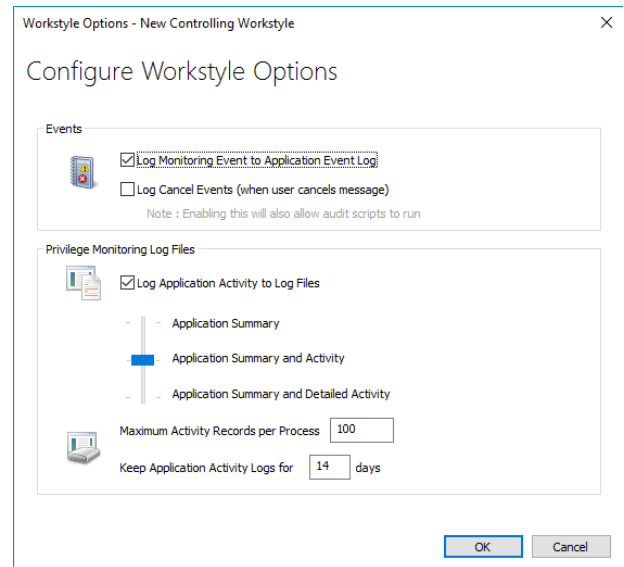 Workstyle Options - New Controlling Workstyle
Configure Workstyle Options
Events
Log Monitoring Event to Application Event Log
Log Cancel Events (when user cancels message)
Note : Enabling this will also allow audit scripts to run
Privilege Monitoring Log Files
Log Application Activity to Log Files
Application Summary
Application Summary and Activity
Application Summary and Detailed Activity
Maximum Activity Records per Process 100
Keep Application Activity Logs for 14 days
OK Cancel